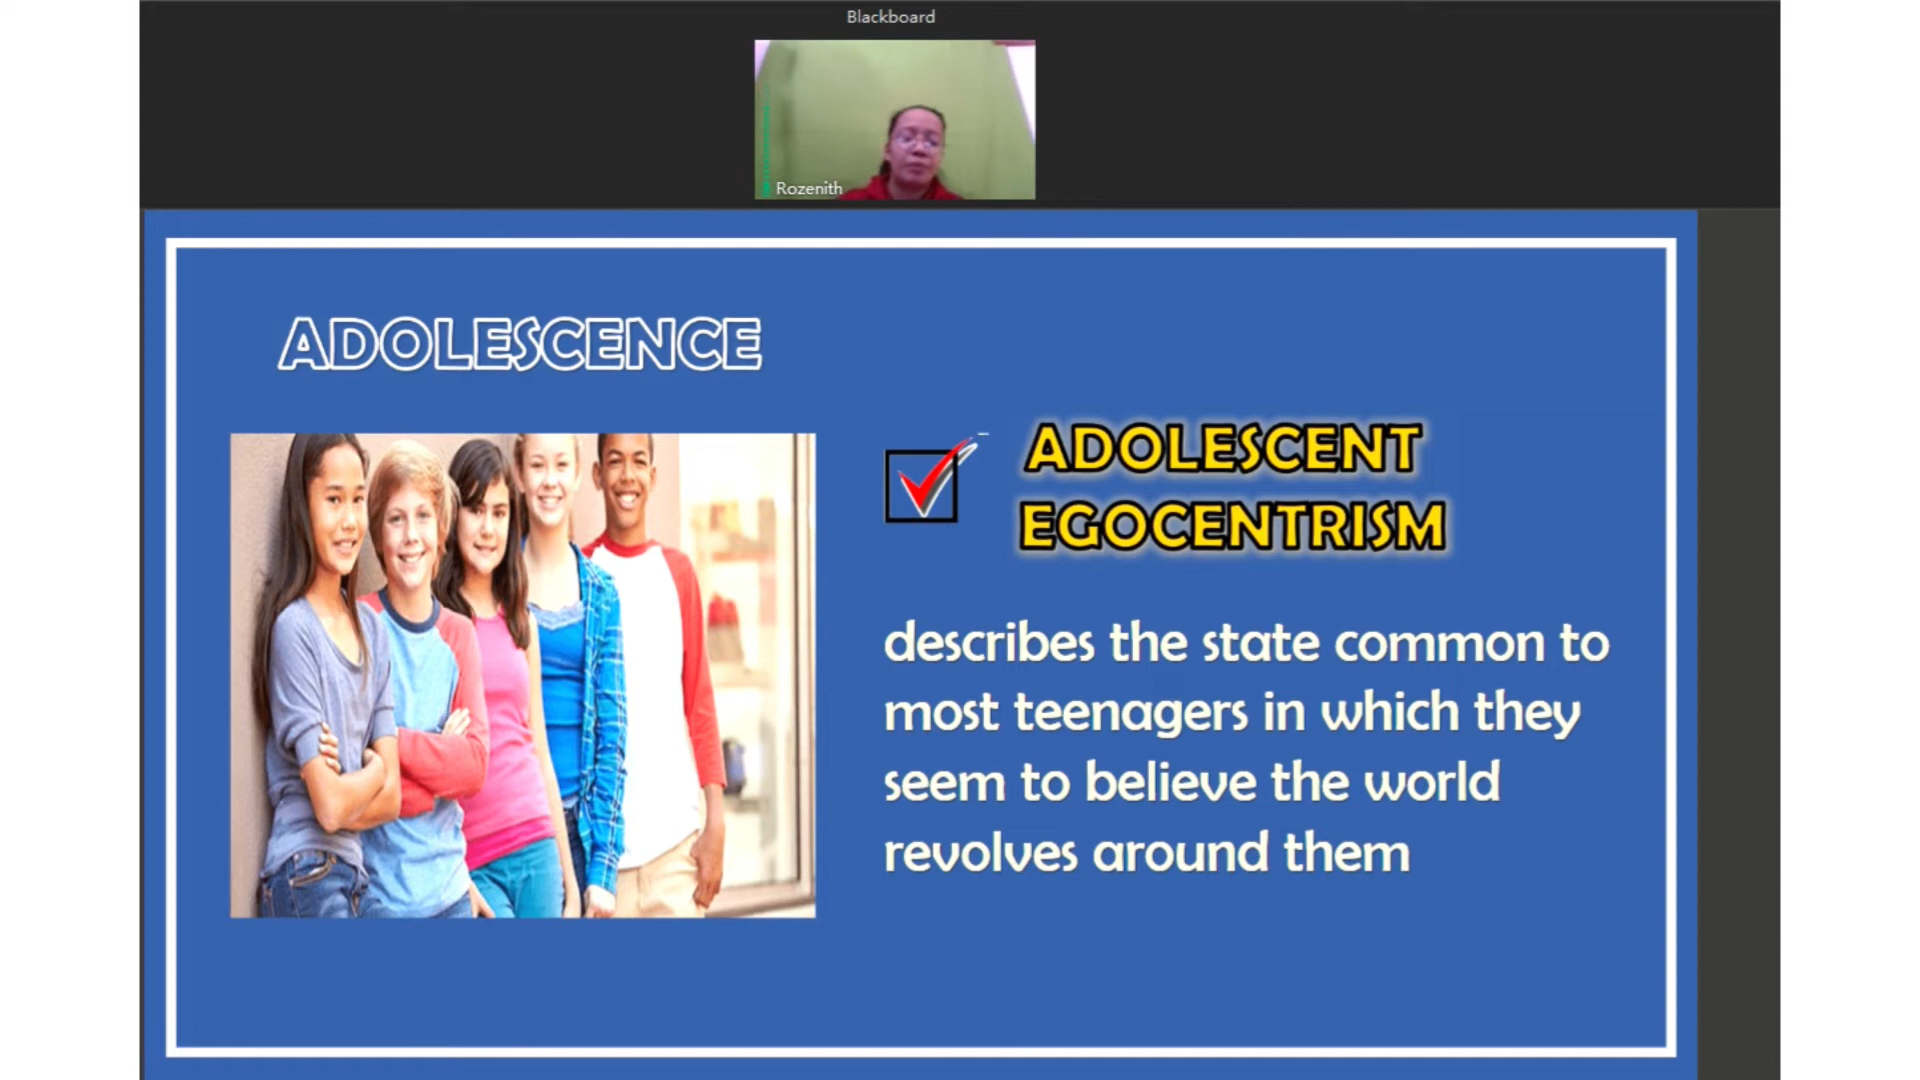 Blackboard
Rozenith
ADOLESCENCE
ADOLESCENT
EGOCENTRISM
describes the state common to
most teenagers in which they
seem to believe the world
revolves around them